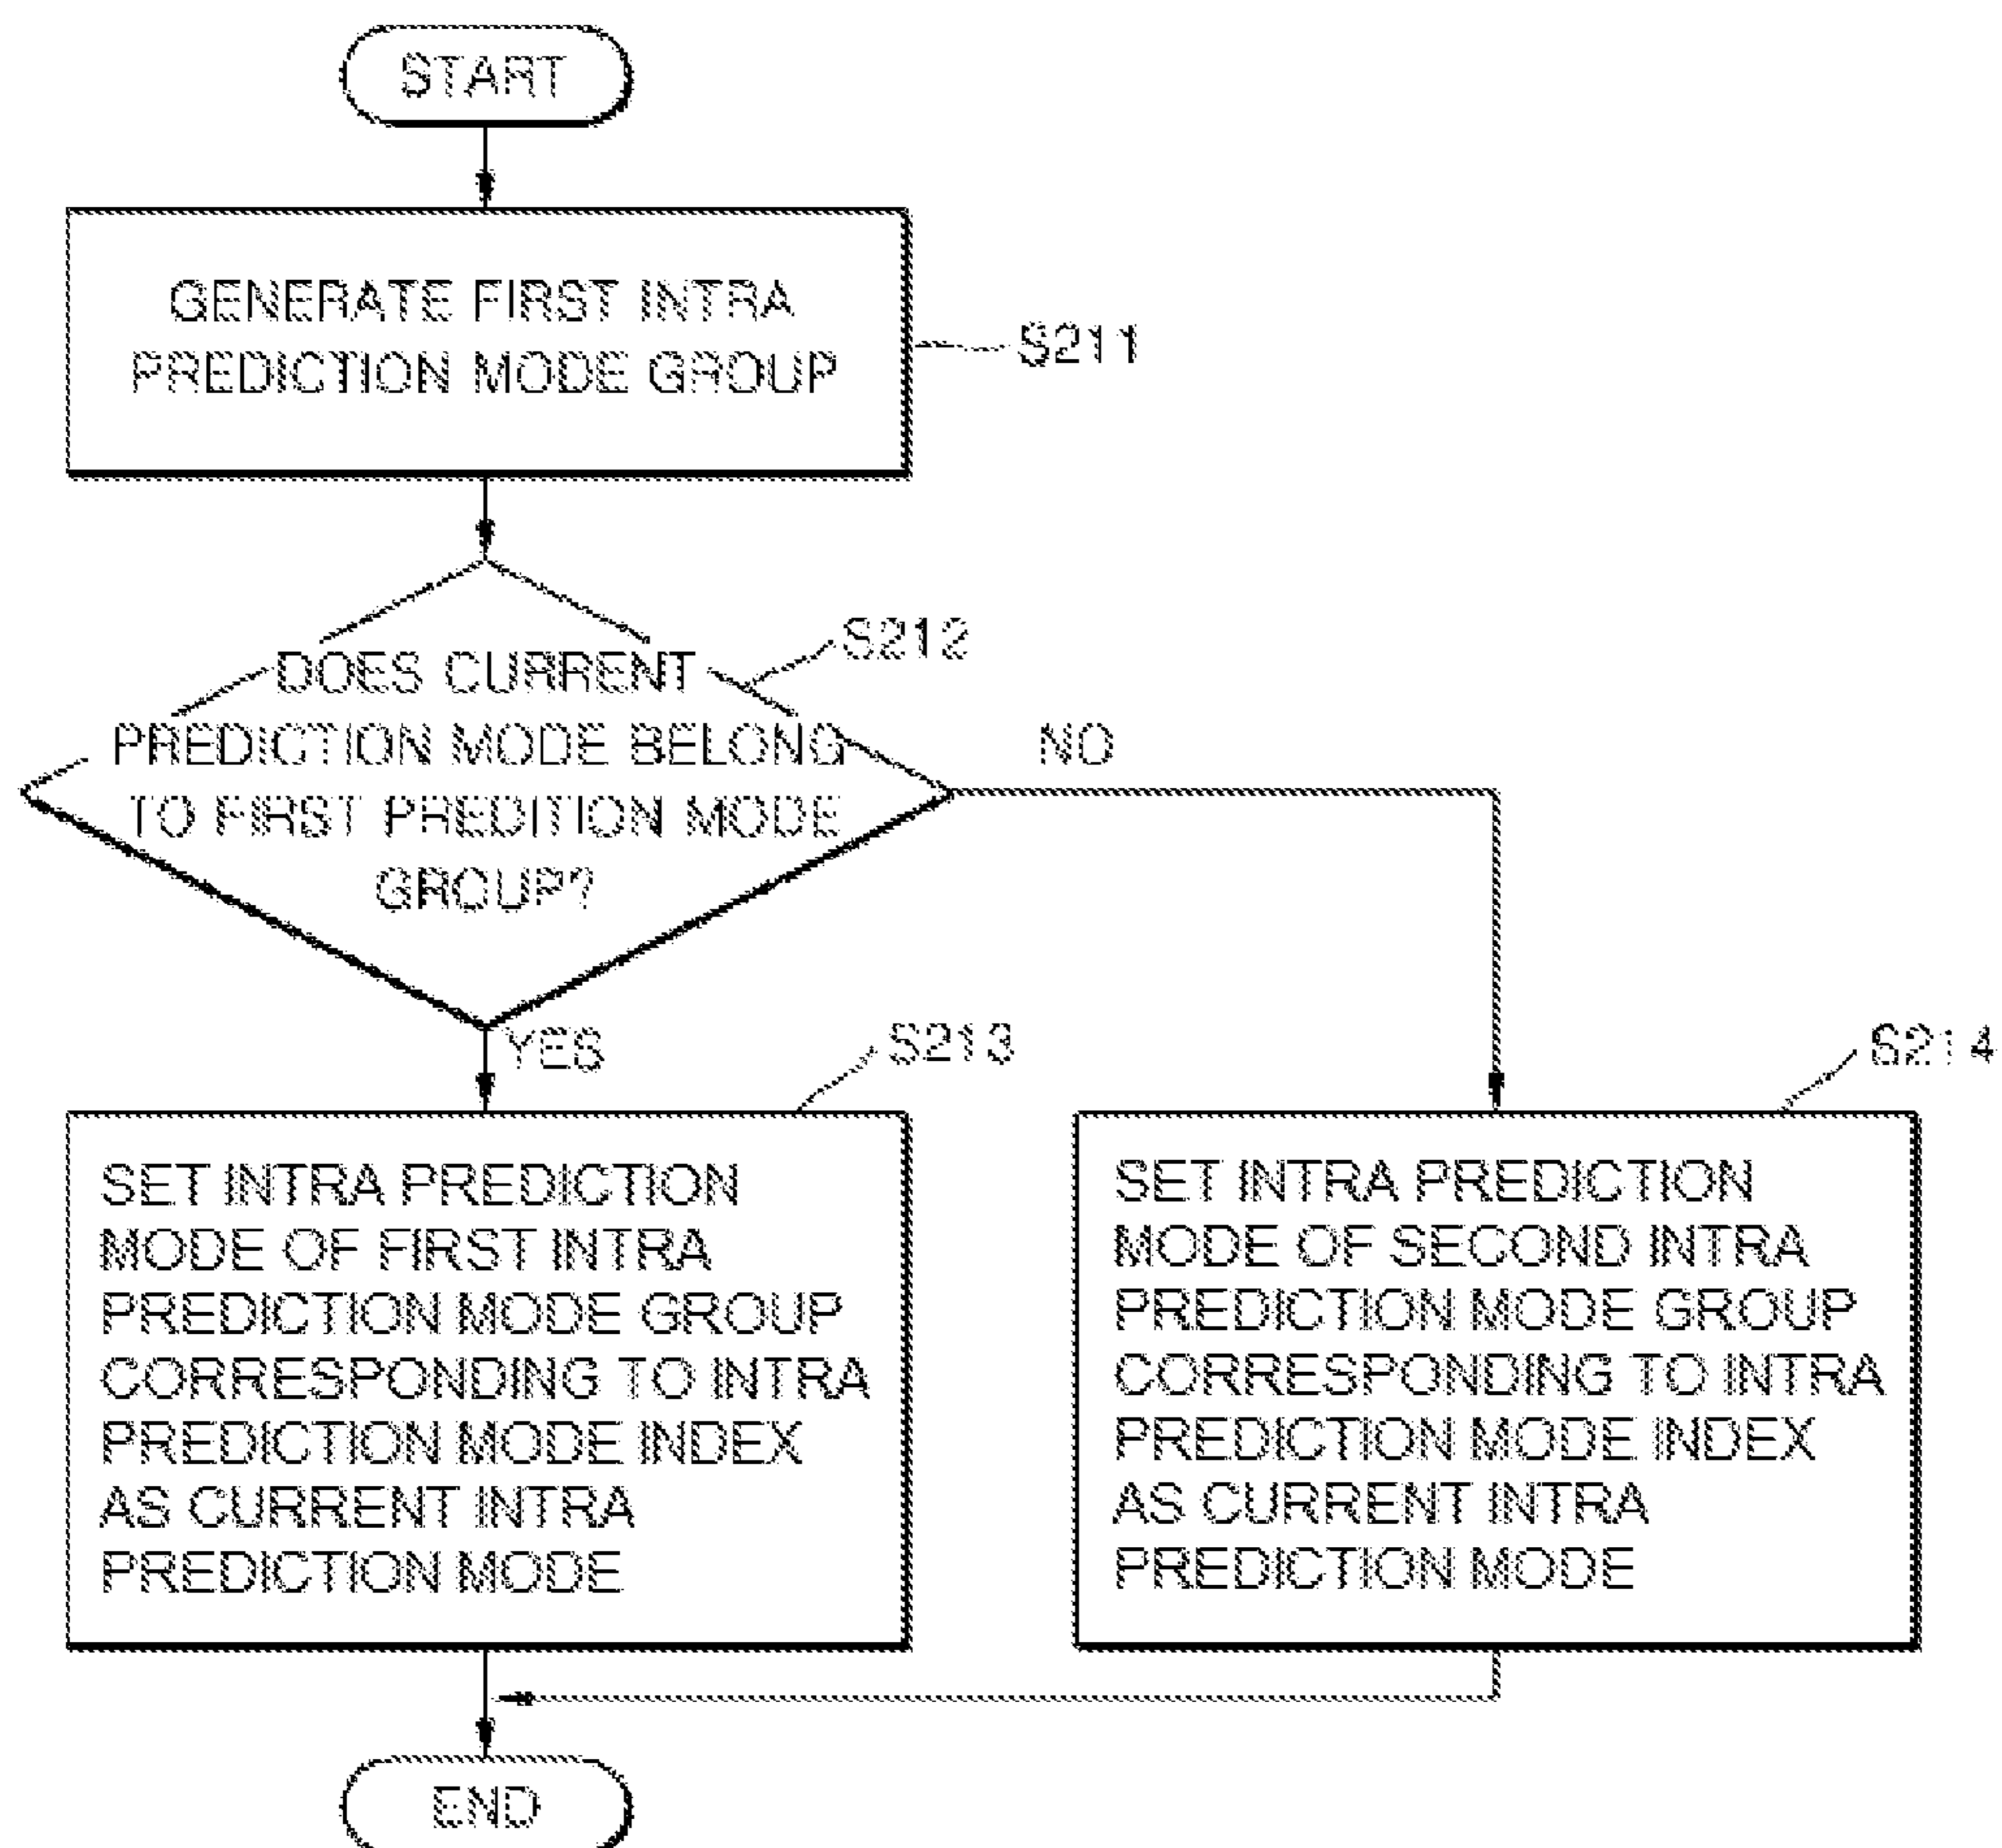 START
GENERATE FIRST INTRA
PREDICTION MODE GROUP
S211
S212
DOES CURRENT
PREDICTION MODE BELONG
TO FIRST PREDITION MODE
GROUP?
NO
YES
S213
SET INTRA PREDICTION
MODE OF FIRST INTRA
PREDICTION MODE GROUP
CORRESPONDING TO INTRA
PREDICTION MODE INDEX
AS CURRENT INTRA
PREDICTION MODE
S214
SET INTRA PREDICTION
MODE OF SECOND INTRA
PREDICTION MODE GROUP
CORRESPONDING TO INTRA
PREDICTION MODE INDEX
AS CURRENT INTRA
PREDICTION MODE
END